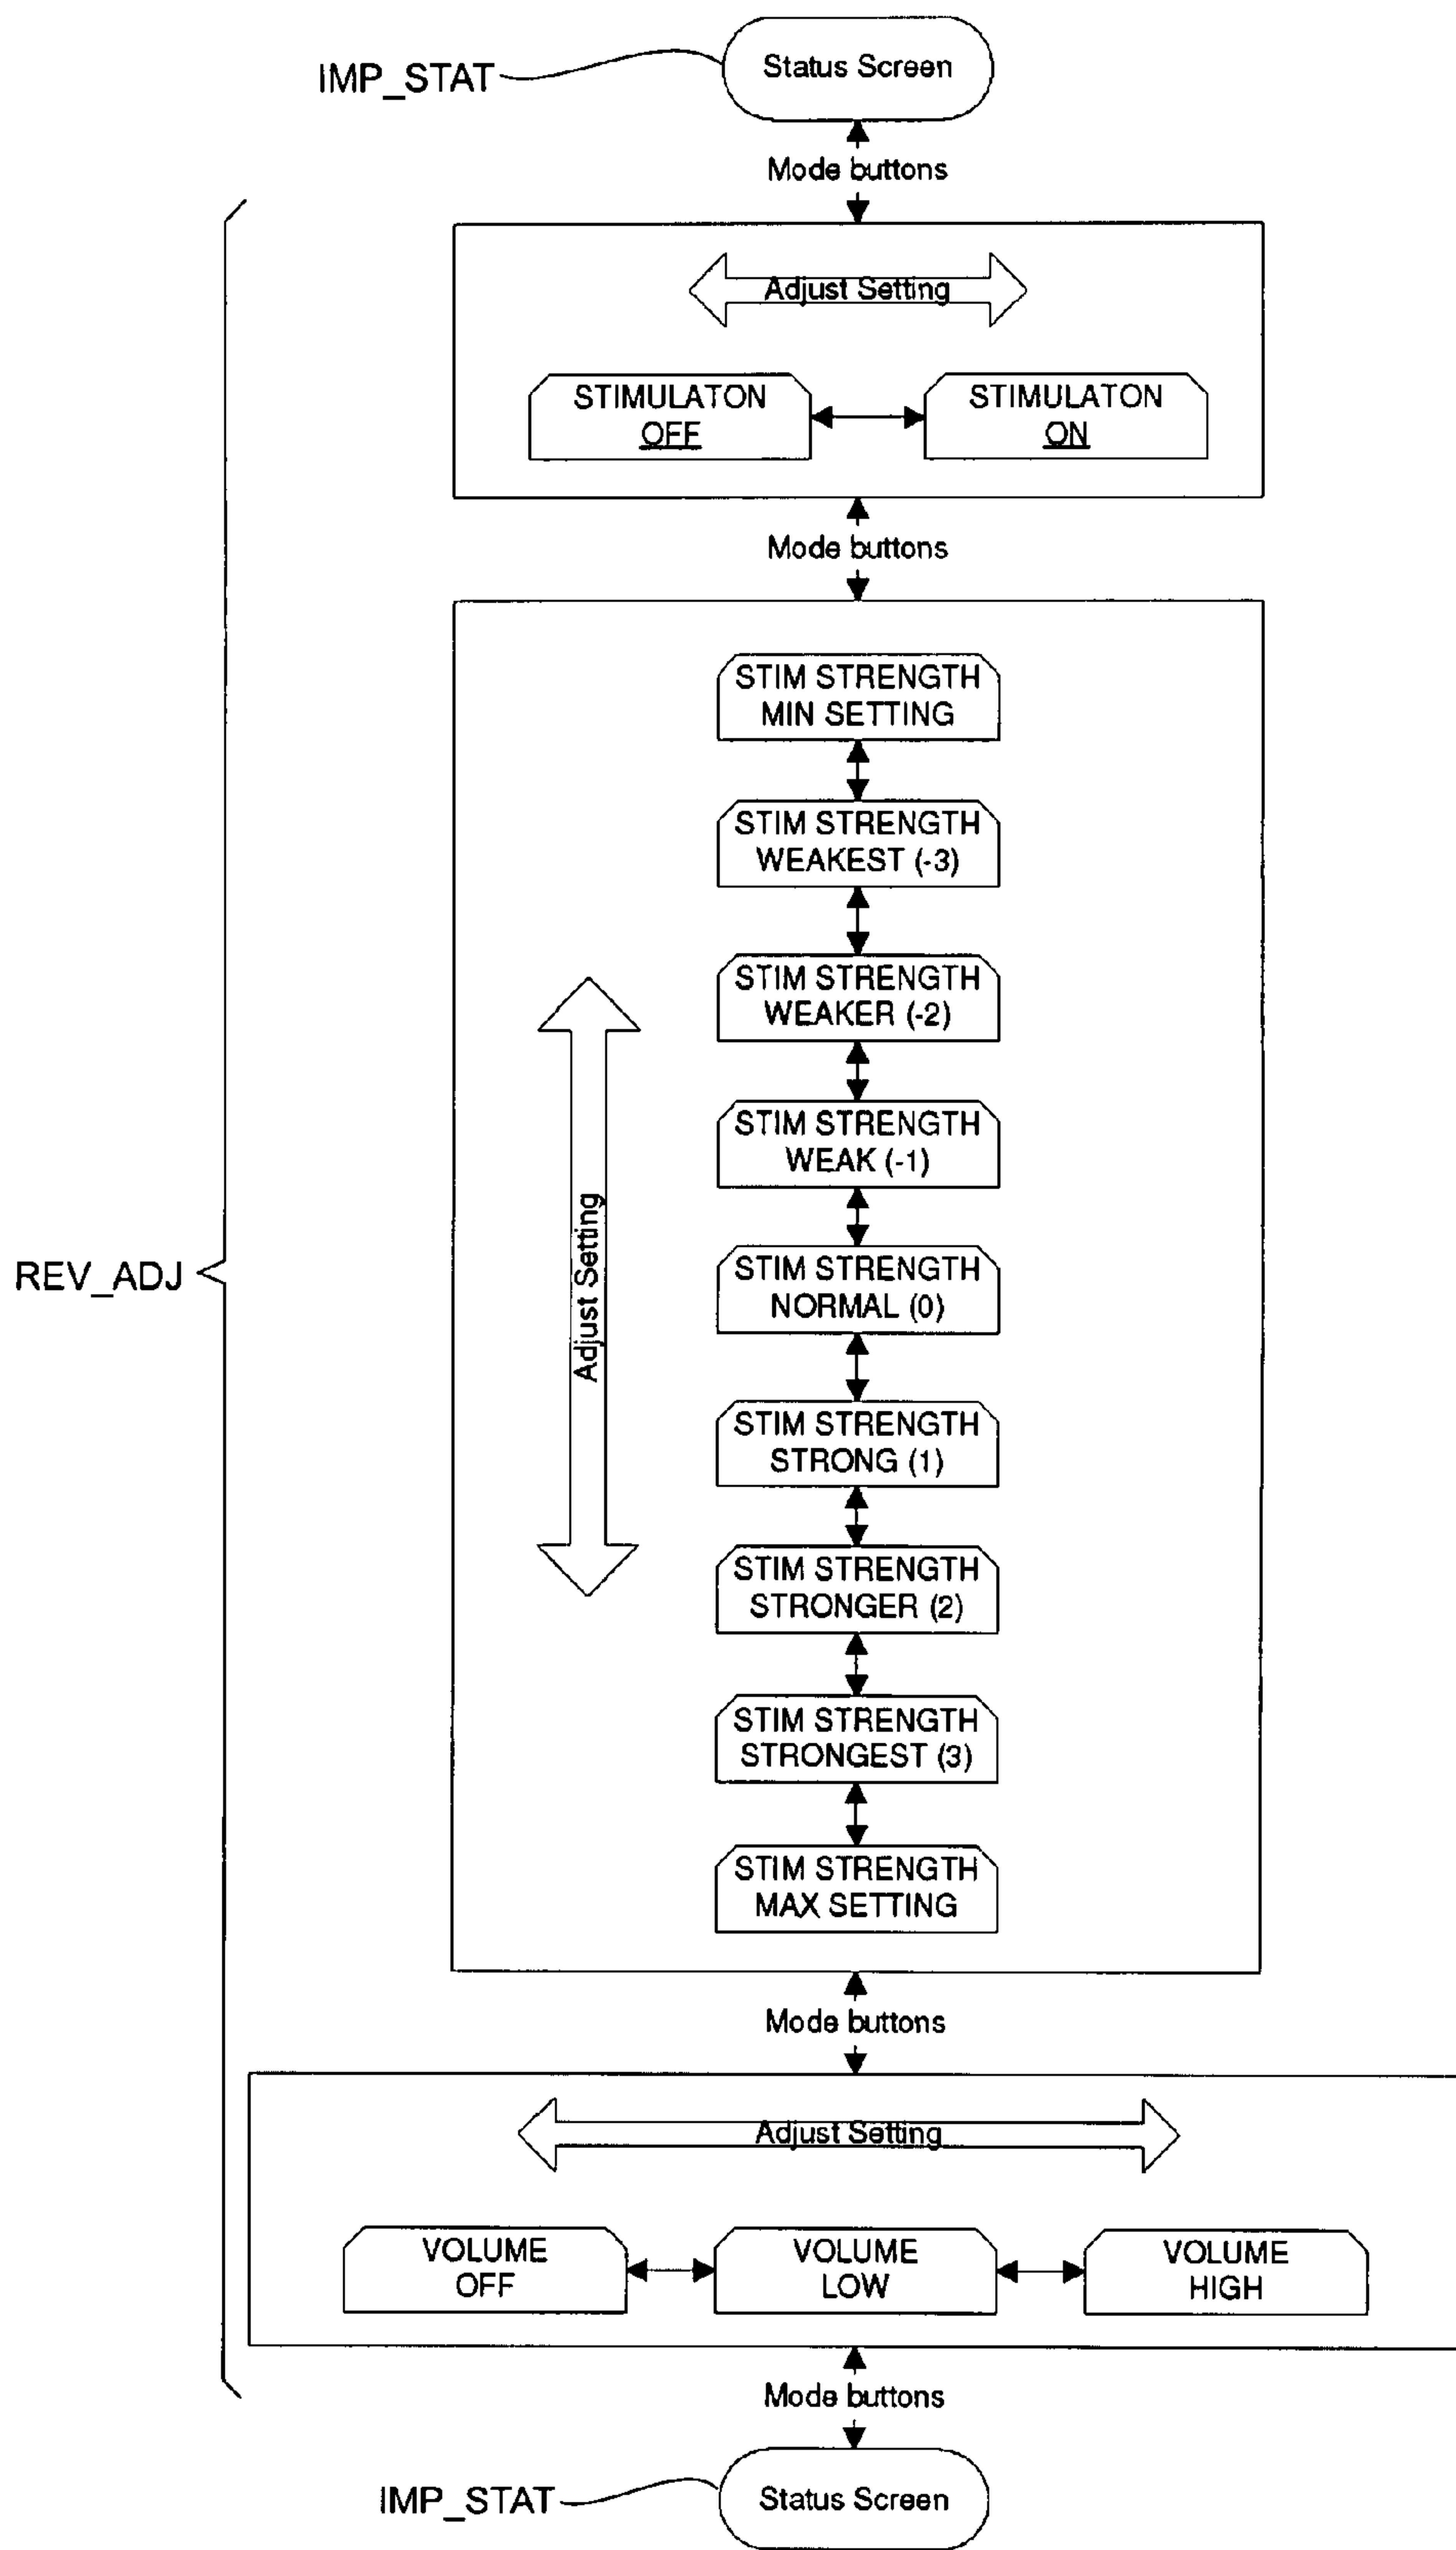 IMP_STAT
Status Screen
Mode buttons
Adjust Setting
STIMULATON
OFF
STIMULATON
ON
Mode buttons
STIM STRENGTH
MIN SETTING
STIM STRENGTH
WEAKEST (-3)
STIM STRENGTH
WEAKER (-2)
STIM STRENGTH
WEAK (-1)
Adjust Setting
REV_ADJ
STIM STRENGTH
NORMAL (0)
STIM STRENGTH
STRONG (1)
STIM STRENGTH
STRONGER (2)
STIM STRENGTH
STRONGEST (3)
STIM STRENGTH
MAX SETTING
Mode buttons
Adjust Setting
VOLUME
OFF
VOLUME
LOW
VOLUME
HIGH
Mode buttons
IMP_STAT
Status Screen